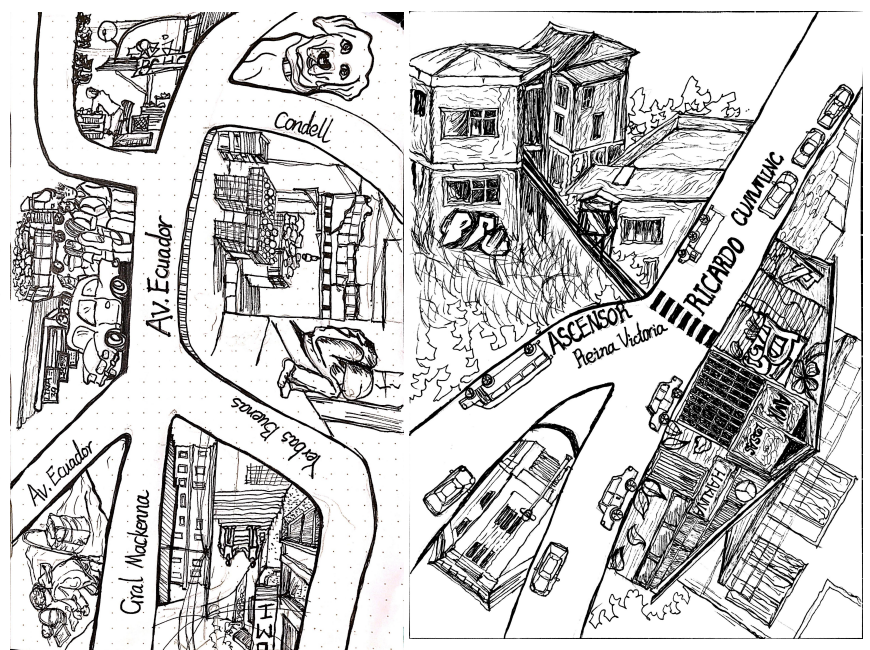 Condell
Av. Ecuador
Yerbas Buenas
Av. Ecuador
Gral Mackenna
RICARDO CUMMING
ASCENSOR
Reina Victoria